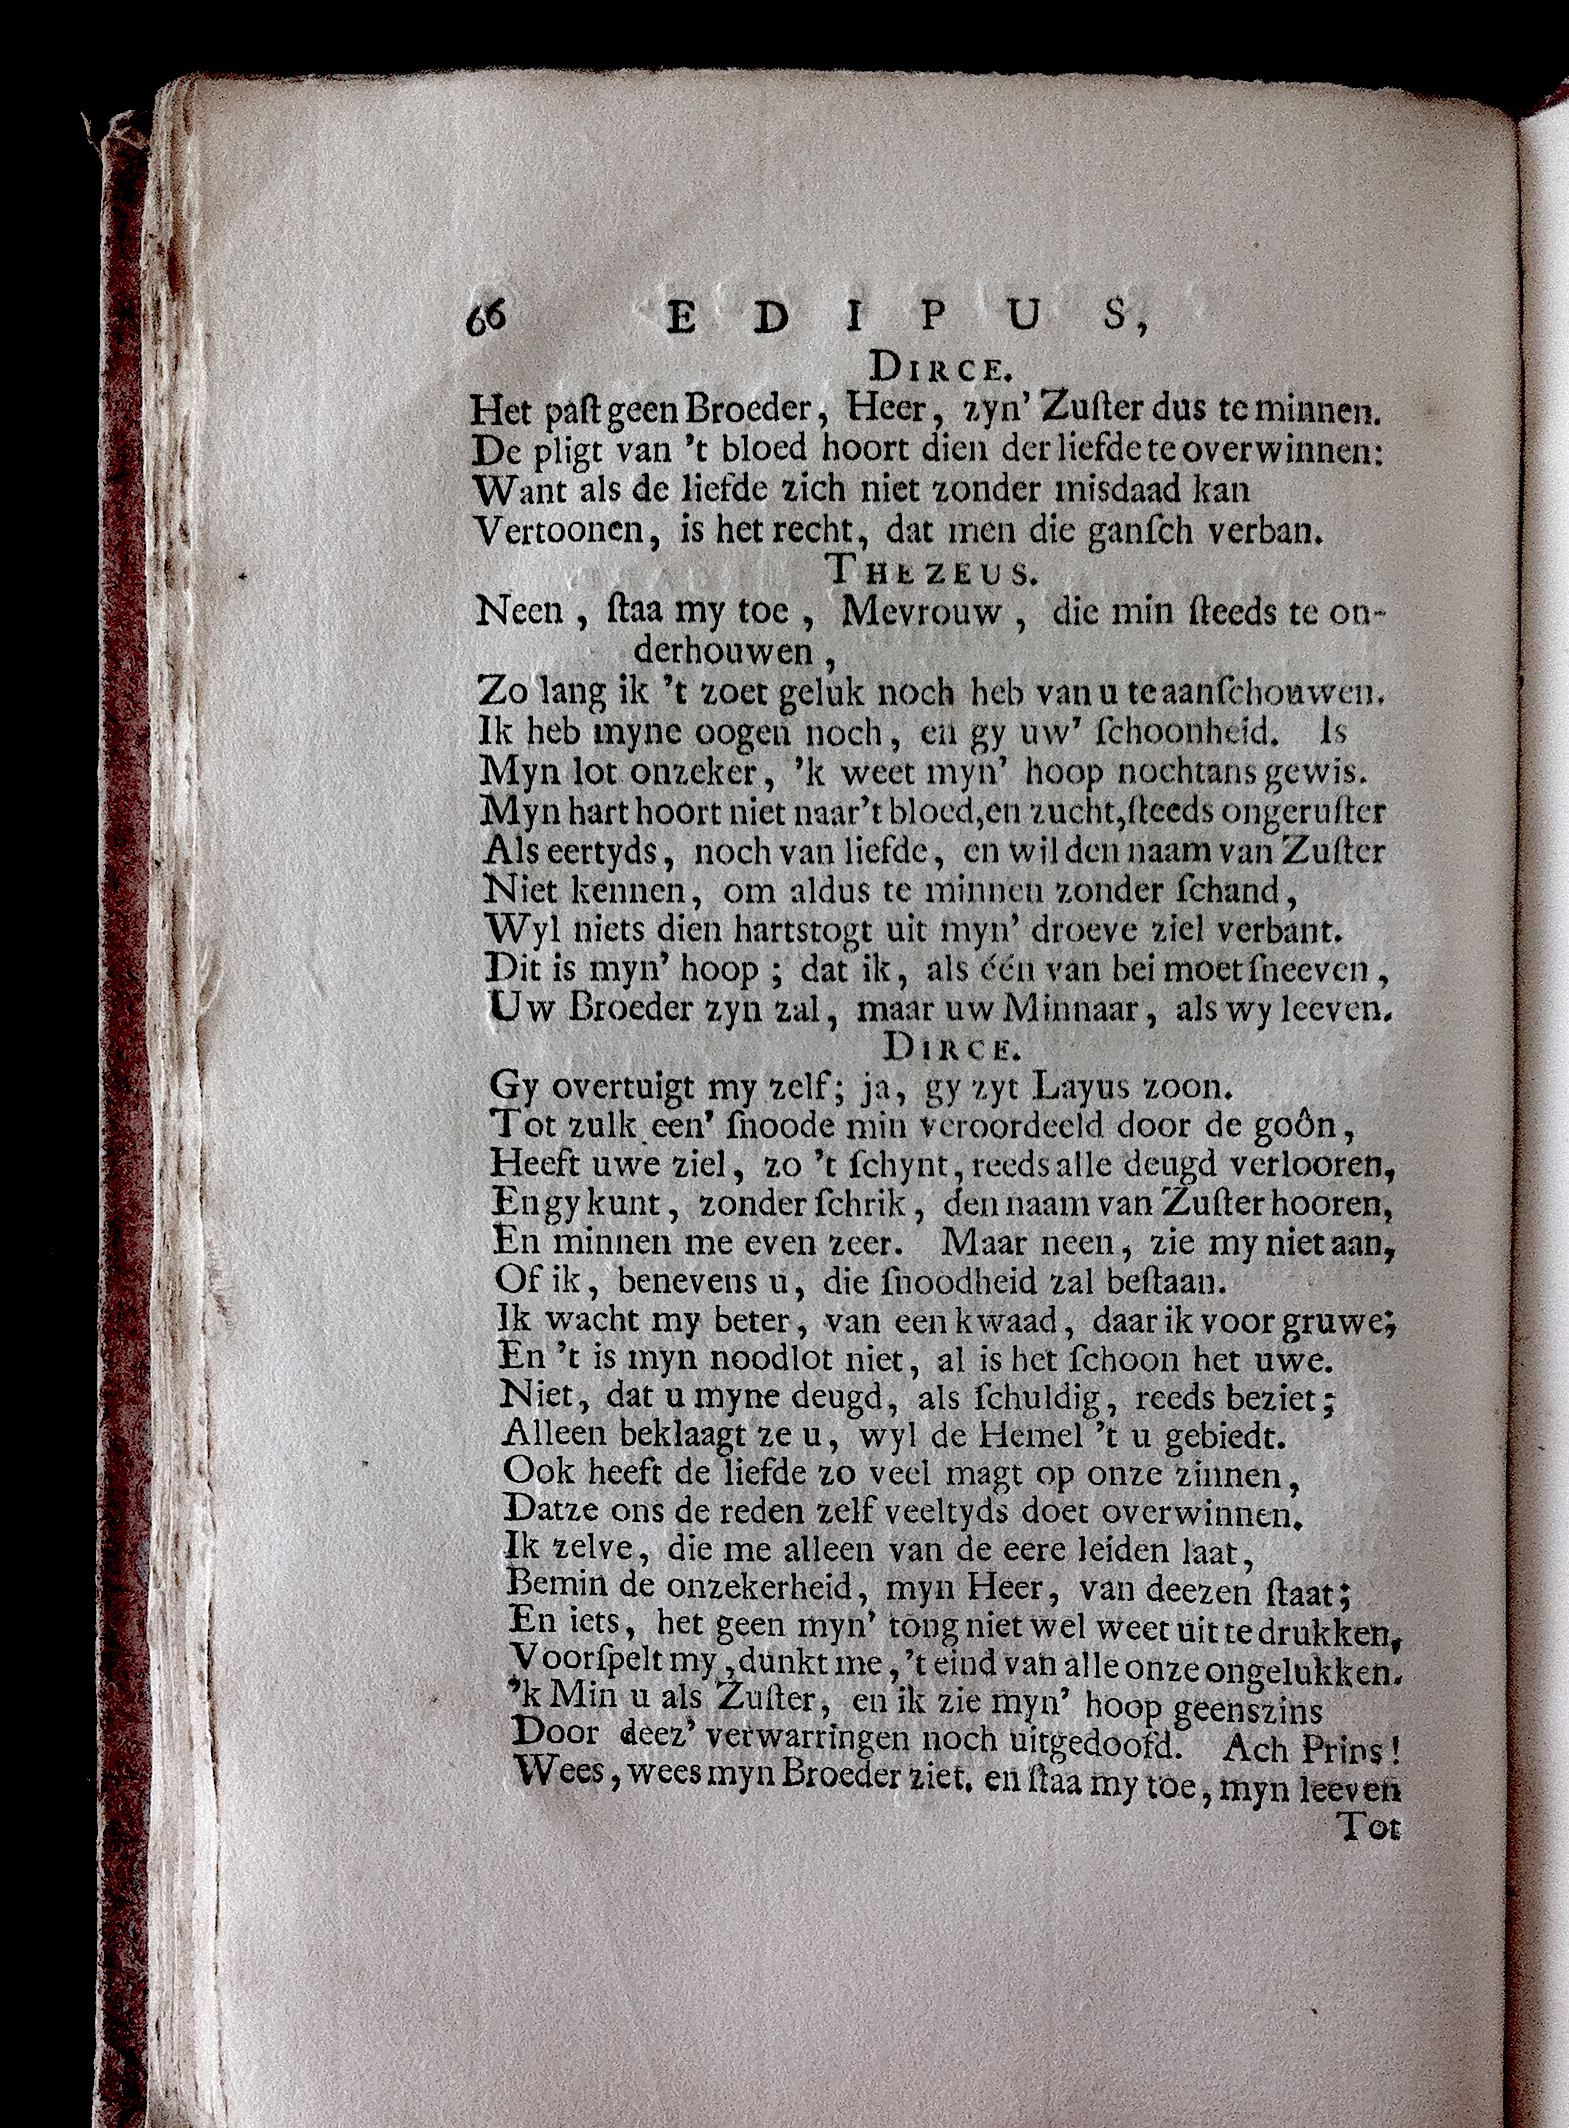 66 E D I P U S,
DIRCE.
Het paſt geen Broeder, Heer, zyn' Zuſter dus te minnen.
De pligt van 't bloed hoort dien der liefde te overwinnen:
Want als de liefde zich niet zonder misdaad kan
Vertoonen, is het recht, dat men die ganſch verban.
THEZEUS.
Neen, ſtaa my toe, Mevrouw, die min ſteeds te on-
derhouwen,
Zo lang ik 't zoet geluk noch heb van u te aanſchouwen.
Ik heb myne oogen noch, en gy uw' ſchoonheid. Is
Myn lot onzeker, 'k weet myn' hoop nochtans gewis.
Myn hart hoort niet naar 't bloed, en zucht, ſteeds ongeruſter
Als eertyds, noch van liefde, en wil den naam van Zuſter
Niet kennen, om aldus te minnen zonder ſchand,
Wyl niets dien hartstogt uit myn' droeve ziel verbant.
Dit is myn' hoop; dat ik, als één van bei moet ſneeven,
Uw Broeder zyn zal, maar uw Minnaar, als wy leeven.
DIRCE.
Gy overtuigt my zelf; ja, gy zyt Layus zoon.
Tot zulk een' ſnoode min veroordeeld door de goôn,
Heeft uwe ziel, zo 't ſchynt, reeds alle deugd verlooren,
En gy kunt, zonder ſchrik, den naam van Zuſter hooren,
En minnen me even zeer. Maar neen, zie my niet aan,
Of ik, benevens u, die ſnoodheid zal beſtaan.
Ik wacht my beter, van een kwaad, daar ik voor gruwe;
En 't is myn noodlot niet, al is het ſchoon het uwe.
Niet, dat u myne deugd, als ſchuldig, reeds beziet;
Alleen beklaagt ze u, wyl de Hemel 't u gebiedt.
Ook heeft de liefde zo veel magt op onze zinnen,
Datze ons de reden zelf veeltyds doet overwinnen.
Ik zelve, die me alleen van de eere leiden laat,
Bemin de onzekerheid, myn Heer, van deezen ſtaat;
En iets, het geen myn' tong niet wel weet uit te drukken,
Voorſpelt my, dunkt me, 't eind van alle onze ongelukken.
'k Min u als Zuſter, en ik zie myn' hoop geenszins
Door deez' verwarringen noch uitgedoofd. Ach Prins!
Wees, wees myn Broeder ziet. en ſtaa my toe, myn leeven
Tot